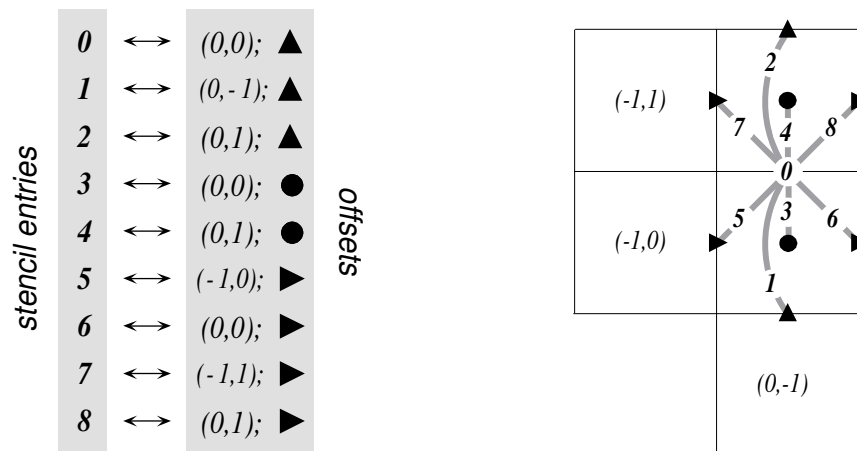 stencil entries
0 ↔ (0,0); ▲
1 ↔ (0,-1); ▲
2 ↔ (0,1); ▲
3 ↔ (0,0); ●
4 ↔ (0,1); ●
5 ↔ (-1,0); ▶
6 ↔ (0,0); ▶
7 ↔ (-1,1); ▶
8 ↔ (0,1); ▶
offsets
2
(-1,1)
7 4 8
0
(-1,0)
5 3 6
1
(0,-1)